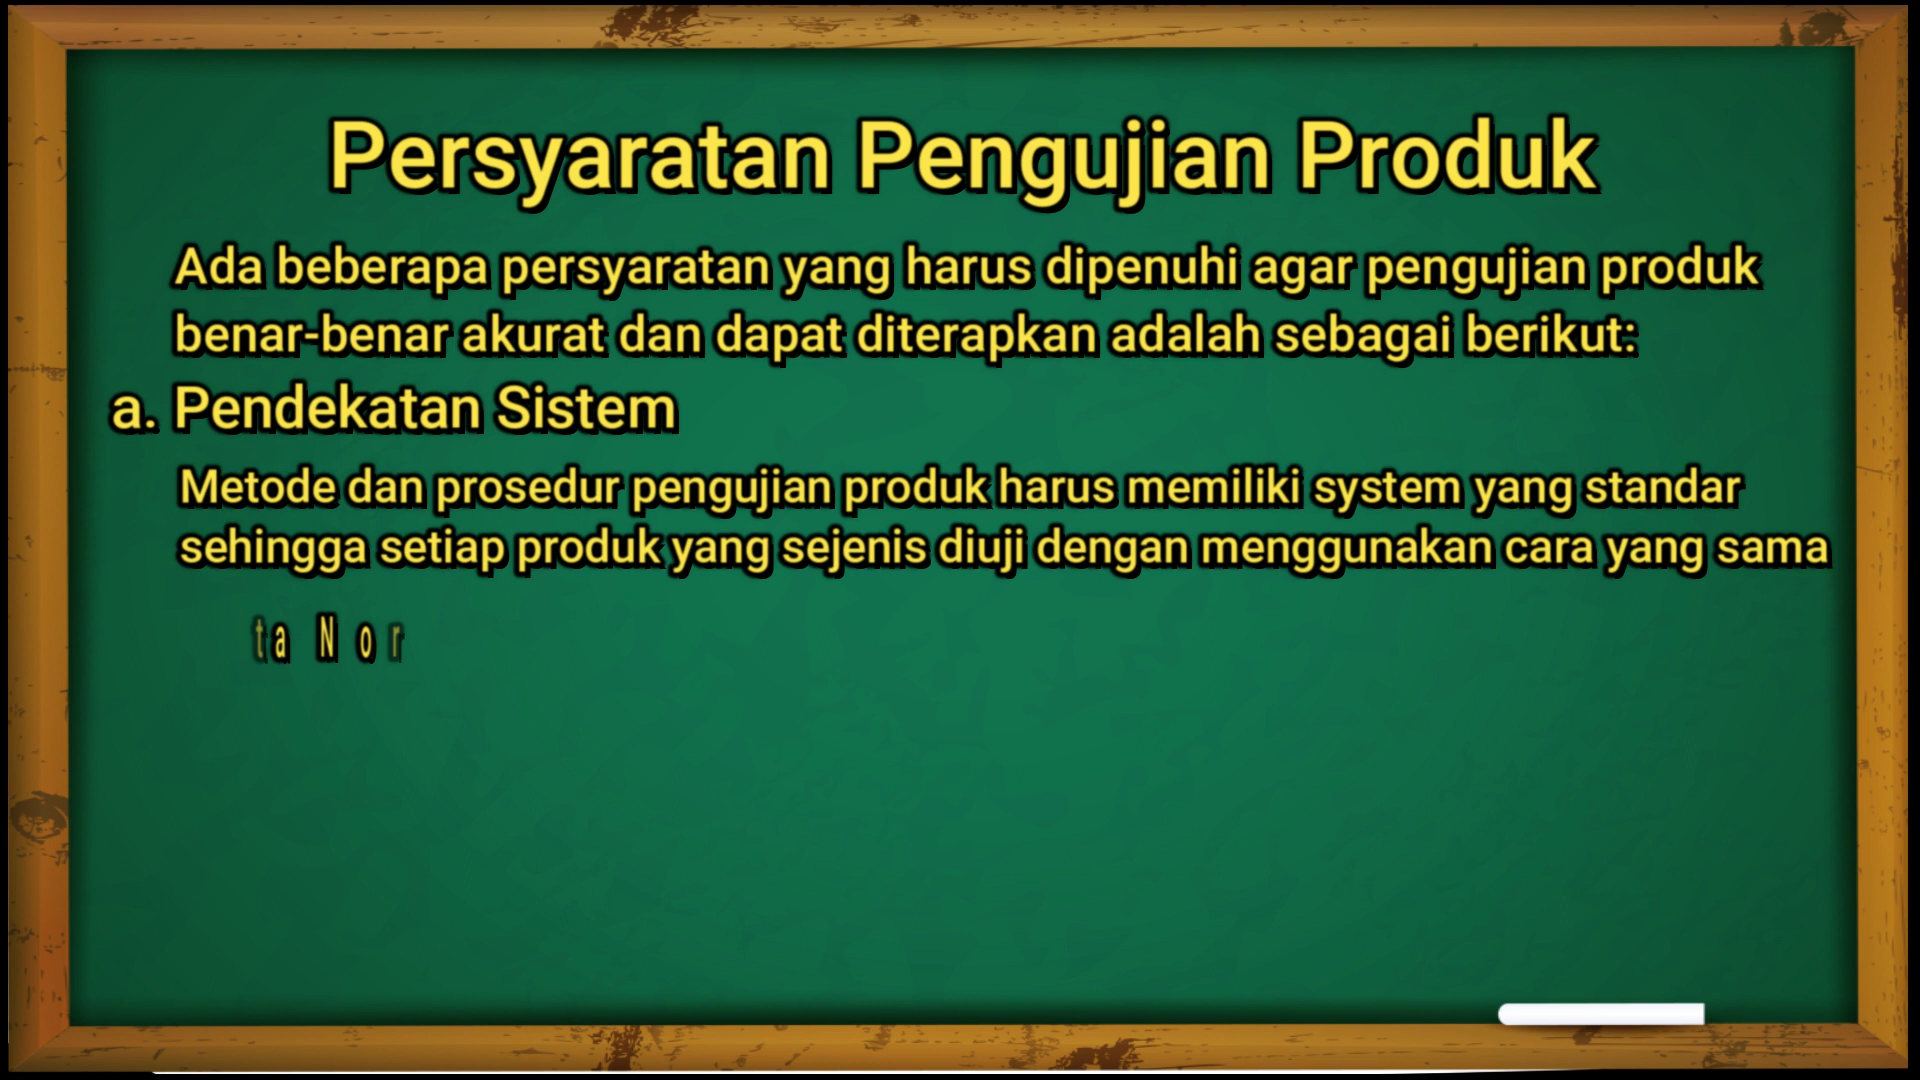 Persyaratan Pengujian Produk
Ada beberapa persyaratan yang harus dipenuhi agar pengujian produk
benar-benar akurat dan dapat diterapkan adalah sebagai berikut:
a. Pendekatan Sistem
Metode dan prosedur pengujian produk harus memiliki system yang standar
sehingga setiap produk yang sejenis diuji dengan menggunakan cara yang sama
ta Nor